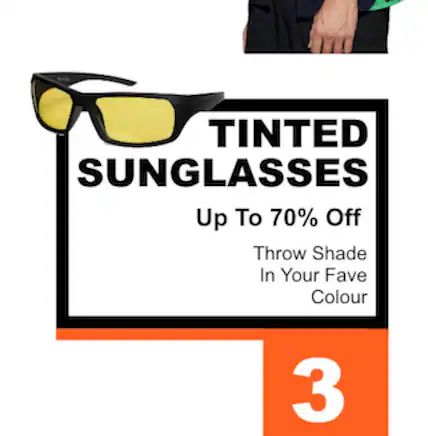 TINTED
SUNGLASSES
Up To 70% Off
Throw Shade
In Your Fave
Colour
3